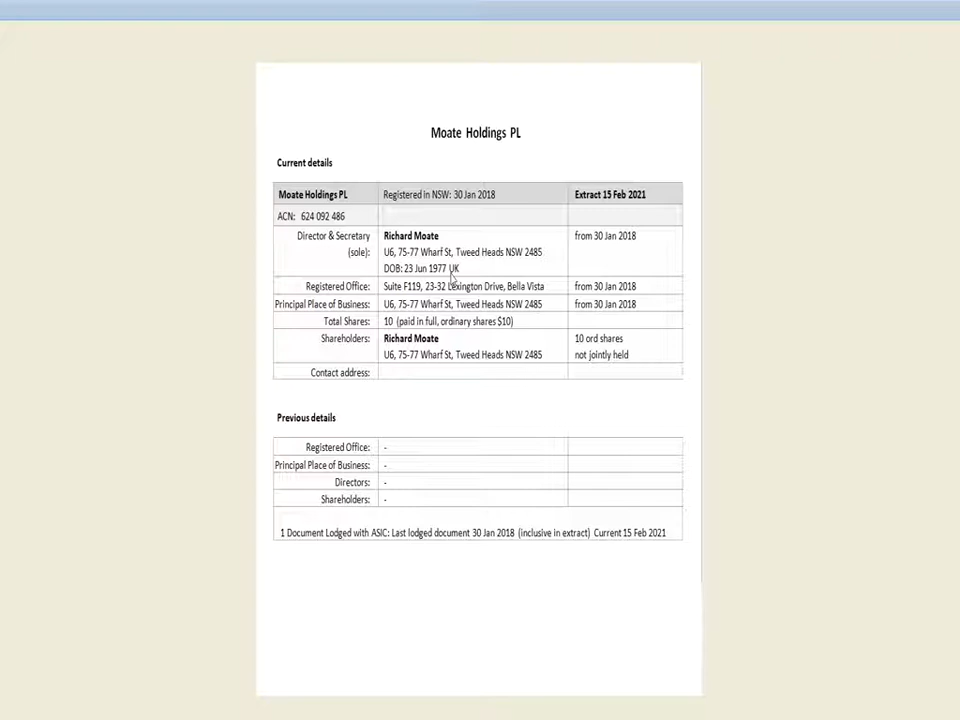 Moate Holdings PL
Current details
Moate Holdings PL Registered in NSW: 30 Jan 2018 Extract 15 Feb 2021
ACN: 624 092 486
Director & Secretary (sole): Richard Moate from 30 Jan 2018
U6, 75-77 Wharf St, Tweed Heads NSW 2485
DOB: 23 Jun 1977 UK
Registered Office: Suite F119, 23-32 Lexington Drive, Bella Vista from 30 Jan 2018
Principal Place of Business: U6, 75-77 Wharf St, Tweed Heads NSW 2485 from 30 Jan 2018
Total Shares: 10 (paid in full, ordinary shares $10)
Shareholders: Richard Moate 10 ord shares
U6, 75-77 Wharf St, Tweed Heads NSW 2485 not jointly held
Contact address:
Previous details
Registered Office: -
Principal Place of Business: -
Directors: -
Shareholders: -
1 Document Lodged with ASIC: Last lodged document 30 Jan 2018 (inclusive in extract) Current 15 Feb 2021